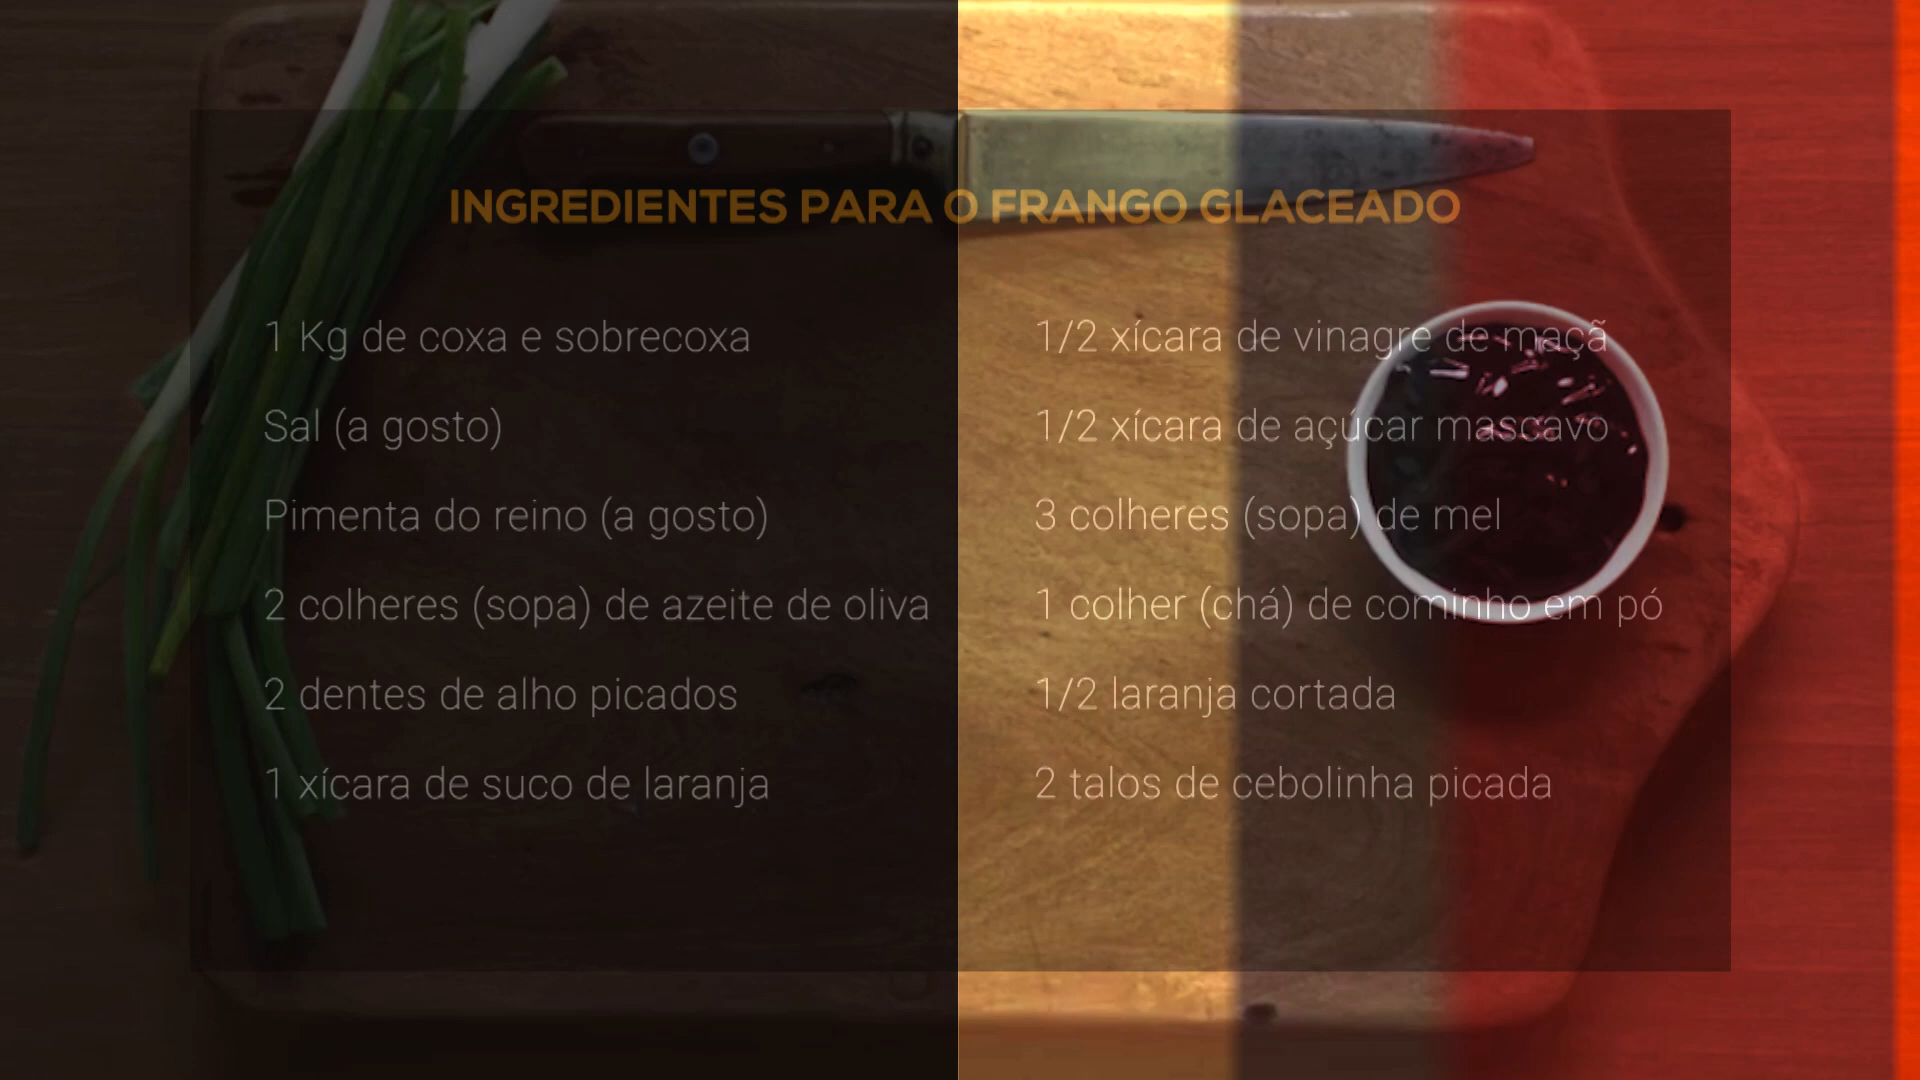 INGREDIENTES PARA O FRANGO GLACEADO
1 Kg de coxa e sobrecoxa
Sal (a gosto)
Pimenta do reino (a gosto)
2 colheres (sopa) de azeite de oliva
2 dentes de alho picados
1 xícara de suco de laranja
1/2 xícara de vinagre de maçã
1/2 xícara de açúcar mascavo
3 colheres (sopa) de mel
1 colher (chá) de cominho em pó
1/2 laranja cortada
2 talos de cebolinha picada